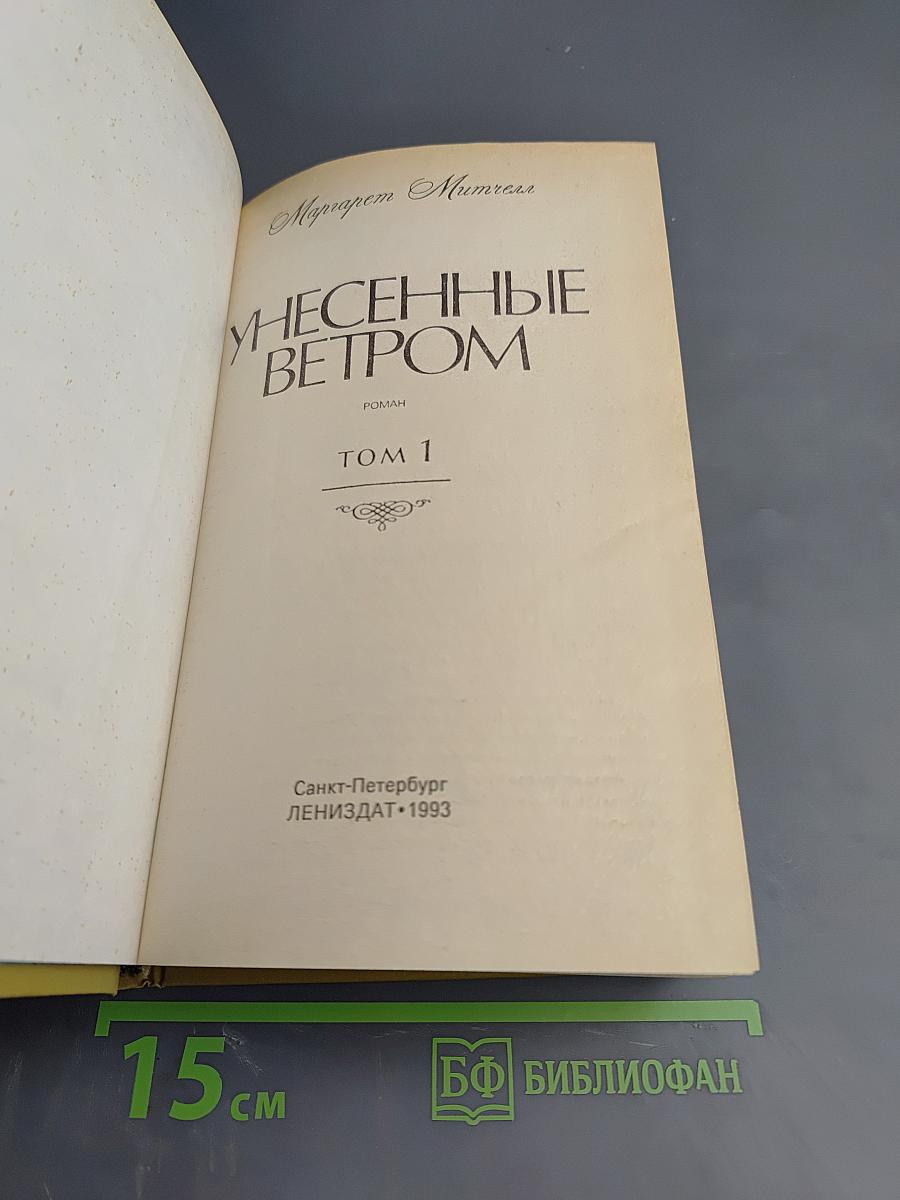 Маргарет Митчелл
УНЕСЕННЫЕ
ВЕТРОМ
РОМАН
ТОМ 1
Санкт-Петербург
ЛЕНИЗДАТ•1993
15 см
БФ БИБЛИОФАН